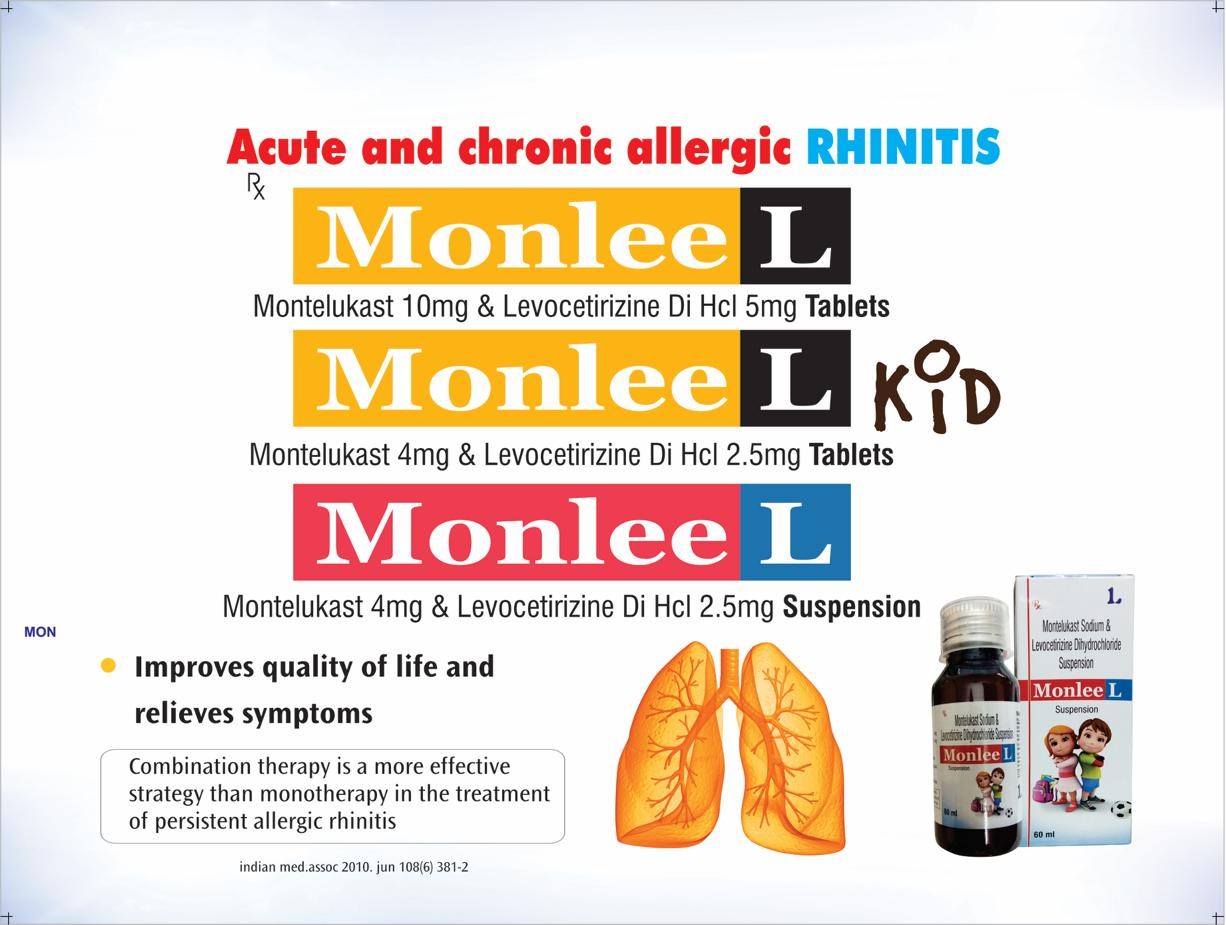 Acute and chronic allergic RHINITIS
Rx
Monlee L
Montelukast 10mg & Levocetirizine Di Hcl 5mg Tablets
Monlee L KiD
Montelukast 4mg & Levocetirizine Di Hcl 2.5mg Tablets
Monlee L
Montelukast 4mg & Levocetirizine Di Hcl 2.5mg Suspension
MON
Improves quality of life and
relieves symptoms
Combination therapy is a more effective
strategy than monotherapy in the treatment
of persistent allergic rhinitis
indian med.assoc 2010. jun 108(6) 381-2
Rx
L
Montelukast Sodium &
Levocetirizine Dihydrochloride
Suspension
Monlee L
Suspension
60 ml
Montelukast Sodium &
Levocetirizine Dihydrochloride Suspension
Monlee L
Suspension
60 ml